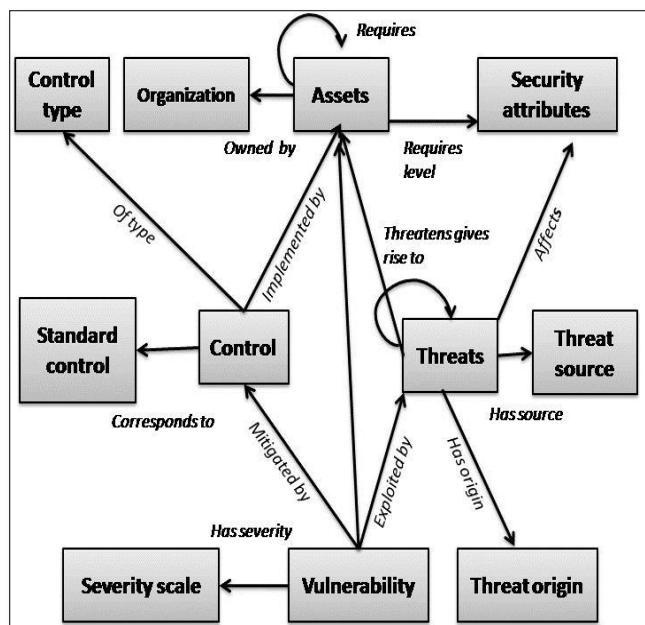 Requires
Control
type
Organization
Assets
Security
attributes
Owned by
Requires
level
Of type
Implemented by
Threatens gives
rise to
Affects
Standard
control
Control
Threats
Threat
source
Corresponds to
Has source
Mitigated by
Exploited by
Has origin
Has severity
Severity scale
Vulnerability
Threat origin